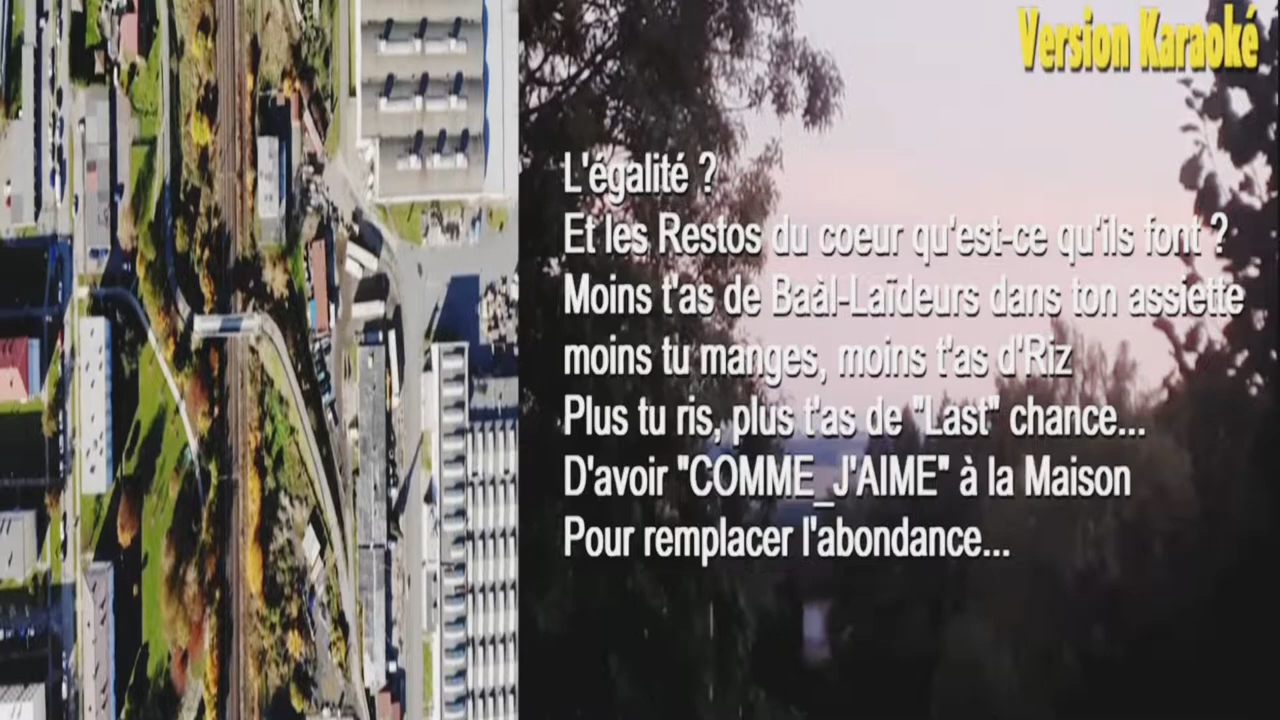 Version Karaoké
L'égalité ?
Et les Restos du coeur qu'est-ce qu'ils font ?
Moins t'as de Baàl-Laïdeurs dans ton assiette
moins tu manges, moins t'as d'Riz
Plus tu ris, plus t'as de "Last" chance...
D'avoir "COMME_J'AIME" à la Maison
Pour remplacer l'abondance...